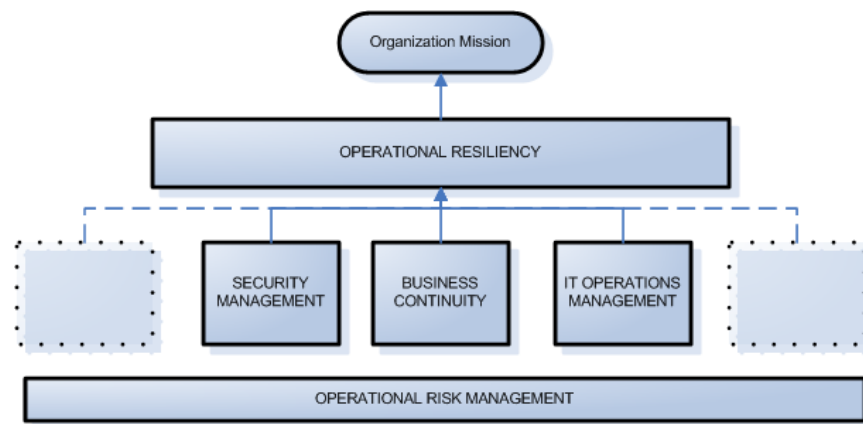 Organization Mission
OPERATIONAL RESILIENCY
SECURITY
MANAGEMENT
BUSINESS
CONTINUITY
IT OPERATIONS
MANAGEMENT
OPERATIONAL RISK MANAGEMENT